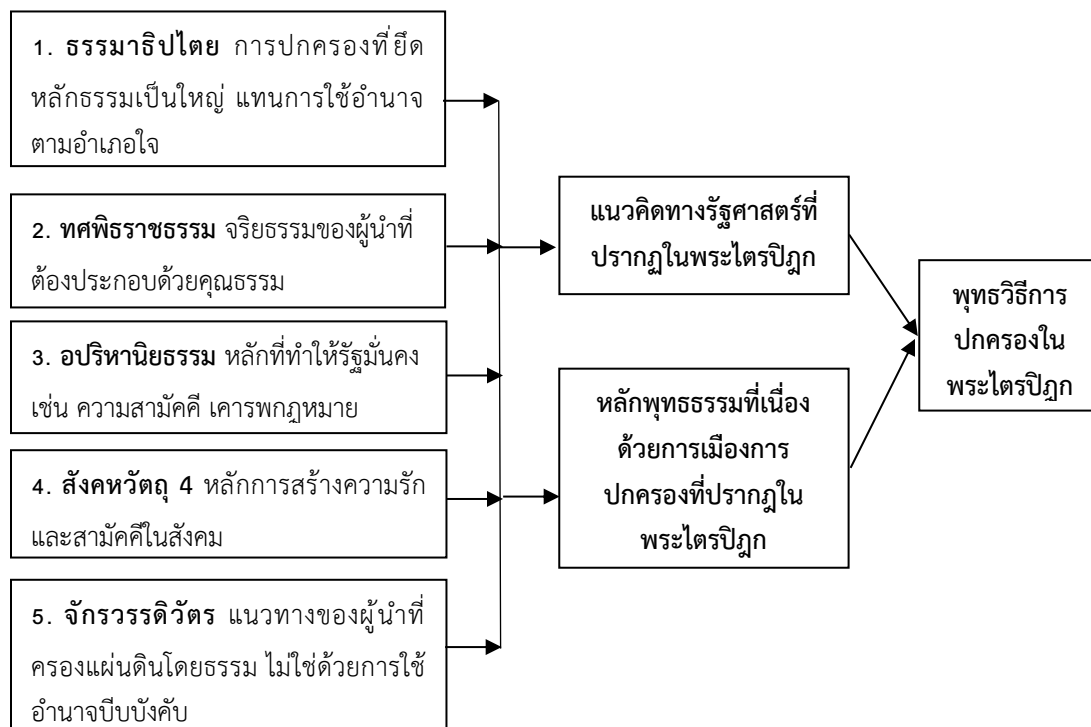 1. ธรรมาธิปไตย การปกครองที่ยึด
หลักธรรมเป็นใหญ่ แทนการใช้อำนาจ
ตามอำเภอใจ
2. ทศพิธราชธรรม จริยธรรมของผู้นำที่
ต้องประกอบด้วยคุณธรรม
3. อปริหานิยธรรม หลักที่ทำให้รัฐมั่นคง
เช่น ความสามัคคี เคารพกฎหมาย
4. สังคหวัตถุ 4 หลักการสร้างความรัก
และสามัคคีในสังคม
5. จักรวรรดิวัตร แนวทางของผู้นำที่
ครองแผ่นดินโดยธรรม ไม่ใช่ด้วยการใช้
อำนาจบีบบังคับ
แนวคิดทางรัฐศาสตร์ที่
ปรากฏในพระไตรปิฎก
หลักพุทธธรรมที่เนื่อง
ด้วยการเมืองการ
ปกครองที่ปรากฏใน
พระไตรปิฎก
พุทธวิธีการ
ปกครองใน
พระไตรปิฎก